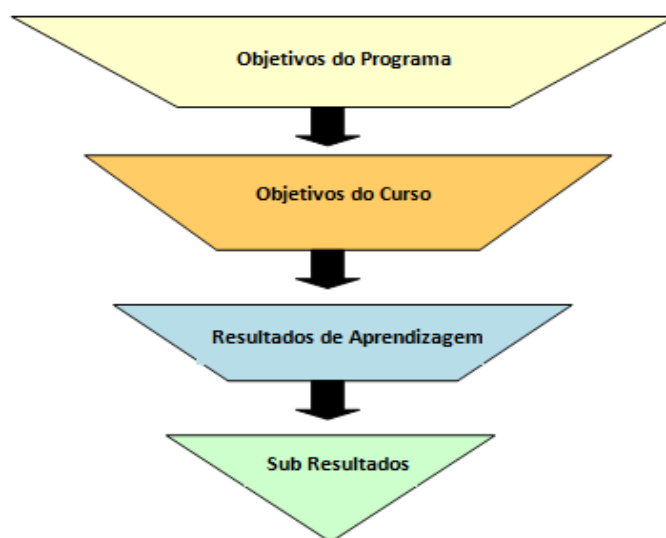 Objetivos do Programa
Objetivos do Curso
Resultados de Aprendizagem
Sub Resultados